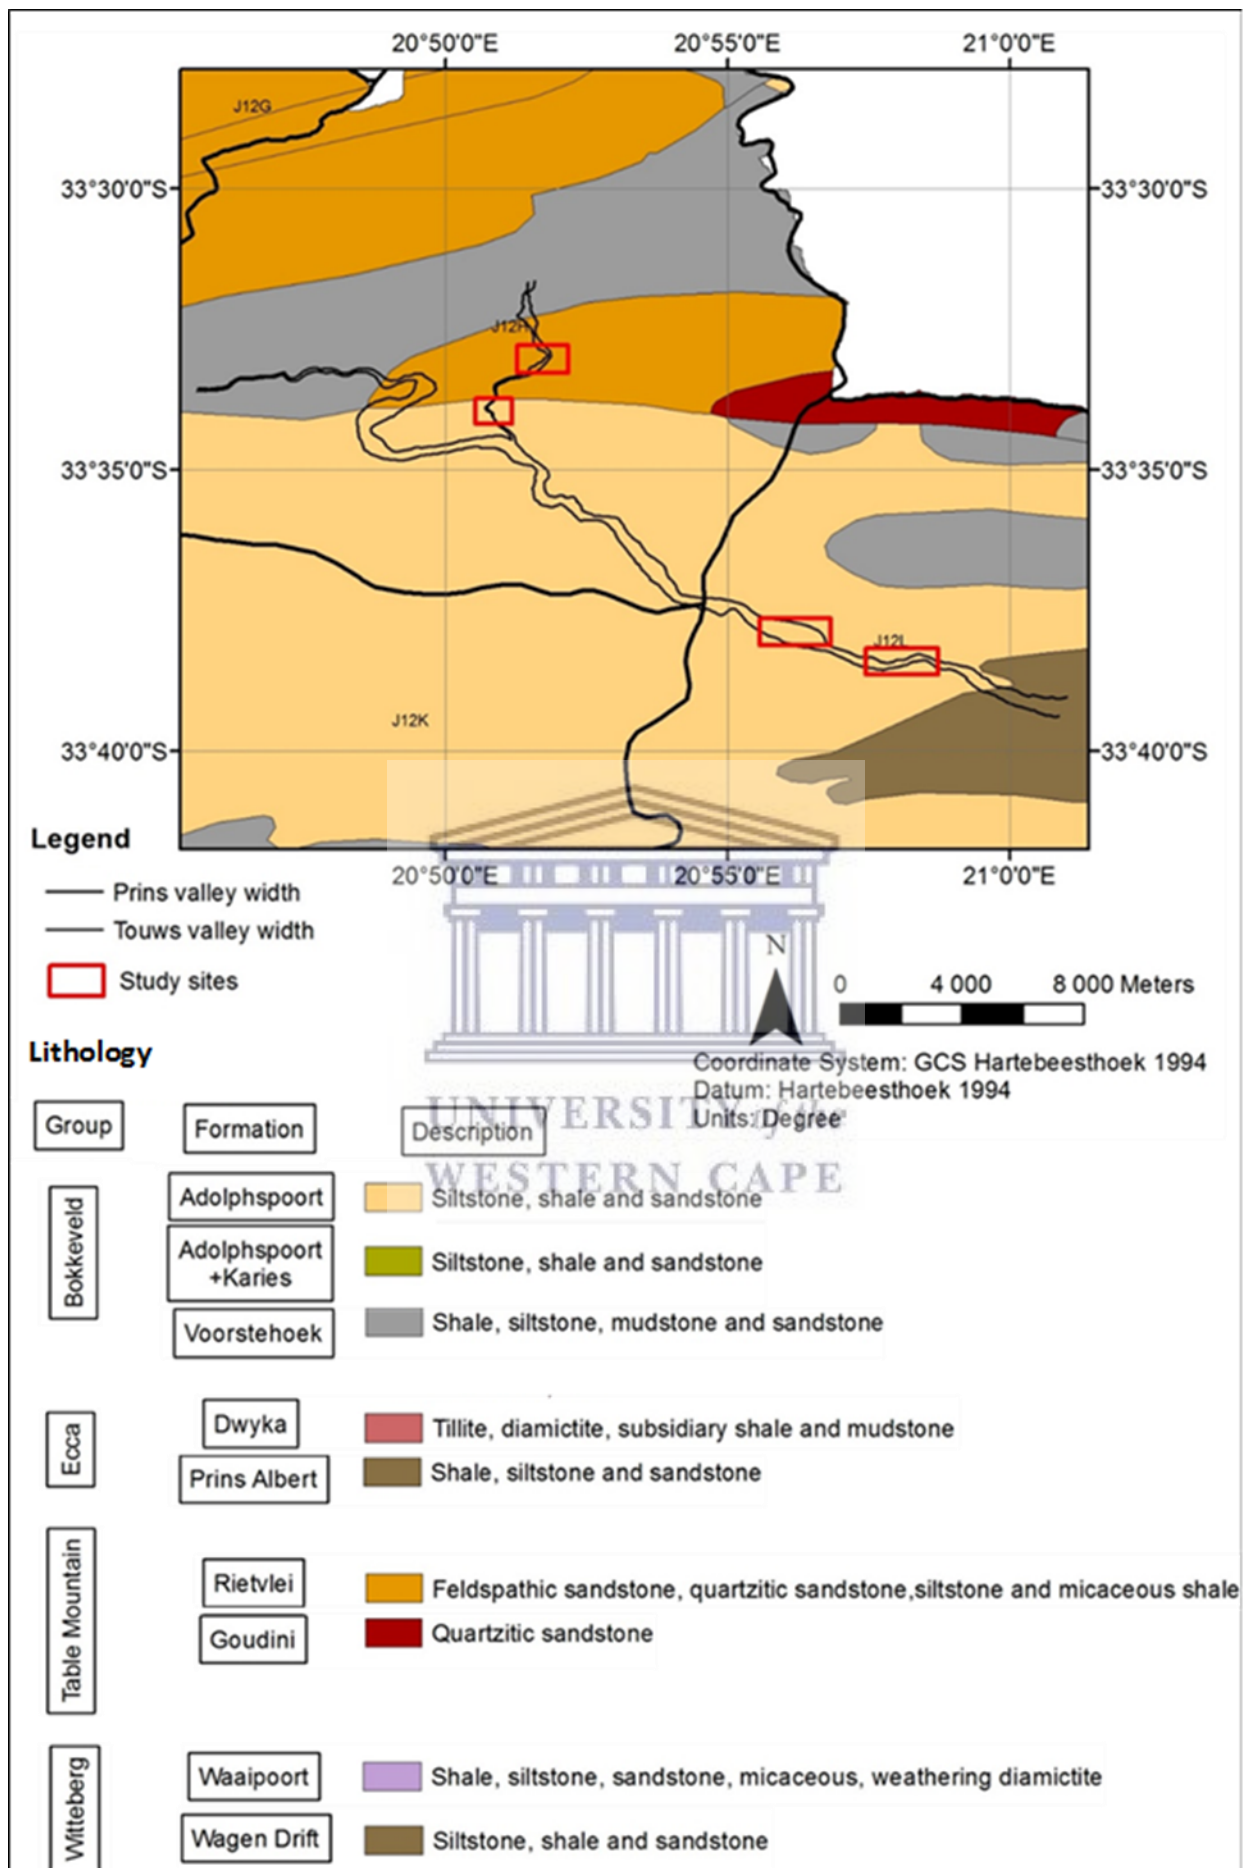 20°50'0"E 20°55'0"E 21°0'0"E
J12G
33°30'0"S 33°30'0"S
J12H
33°35'0"S 33°35'0"S
J12L
J12K
33°40'0"S 33°40'0"S
20°50'0"E 20°55'0"E 21°0'0"E
Legend
Prins valley width
Touws valley width
Study sites
N
0 4 000 8 000 Meters
Coordinate System: GCS Hartebeesthoek 1994
Datum: Hartebeesthoek 1994
Units: Degree
UNIVERSITY of the
WESTERN CAPE
Lithology
Group Formation Description
Bokkeveld
Adolphspoort Siltstone, shale and sandstone
Adolphspoort
+Karies
Siltstone, shale and sandstone
Voorstehoek Shale, siltstone, mudstone and sandstone
Ecca
Dwyka Tillite, diamictite, subsidiary shale and mudstone
Prins Albert Shale, siltstone and sandstone
Table Mountain
Rietvlei Feldspathic sandstone, quartzitic sandstone,siltstone and micaceous shale
Goudini Quartzitic sandstone
Witteberg
Waaipoort Shale, siltstone, sandstone, micaceous, weathering diamictite
Wagen Drift Siltstone, shale and sandstone